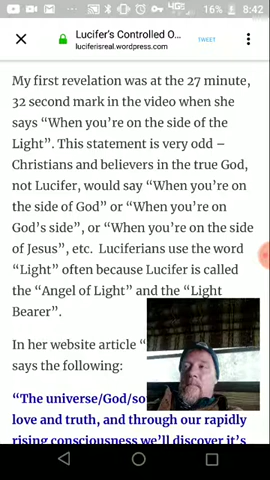 16% 8:42
Lucifer's Controlled O...
TWEET
luciferisreal.wordpress.com
My first revelation was at the 27 minute,
32 second mark in the video when she
says “When you’re on the side of the
Light”. This statement is very odd –
Christians and believers in the true God,
not Lucifer, would say “When you’re on
the side of God” or “When you’re on
God’s side”, or “When you’re on the side
of Jesus”, etc. Luciferians use the word
“Light” often because Lucifer is called
the “Angel of Light” and the “Light
Bearer”.
In her website article “
says the following:
“The universe/God/so
love and truth, and through our rapidly
rising consciousness we’ll discover it’s